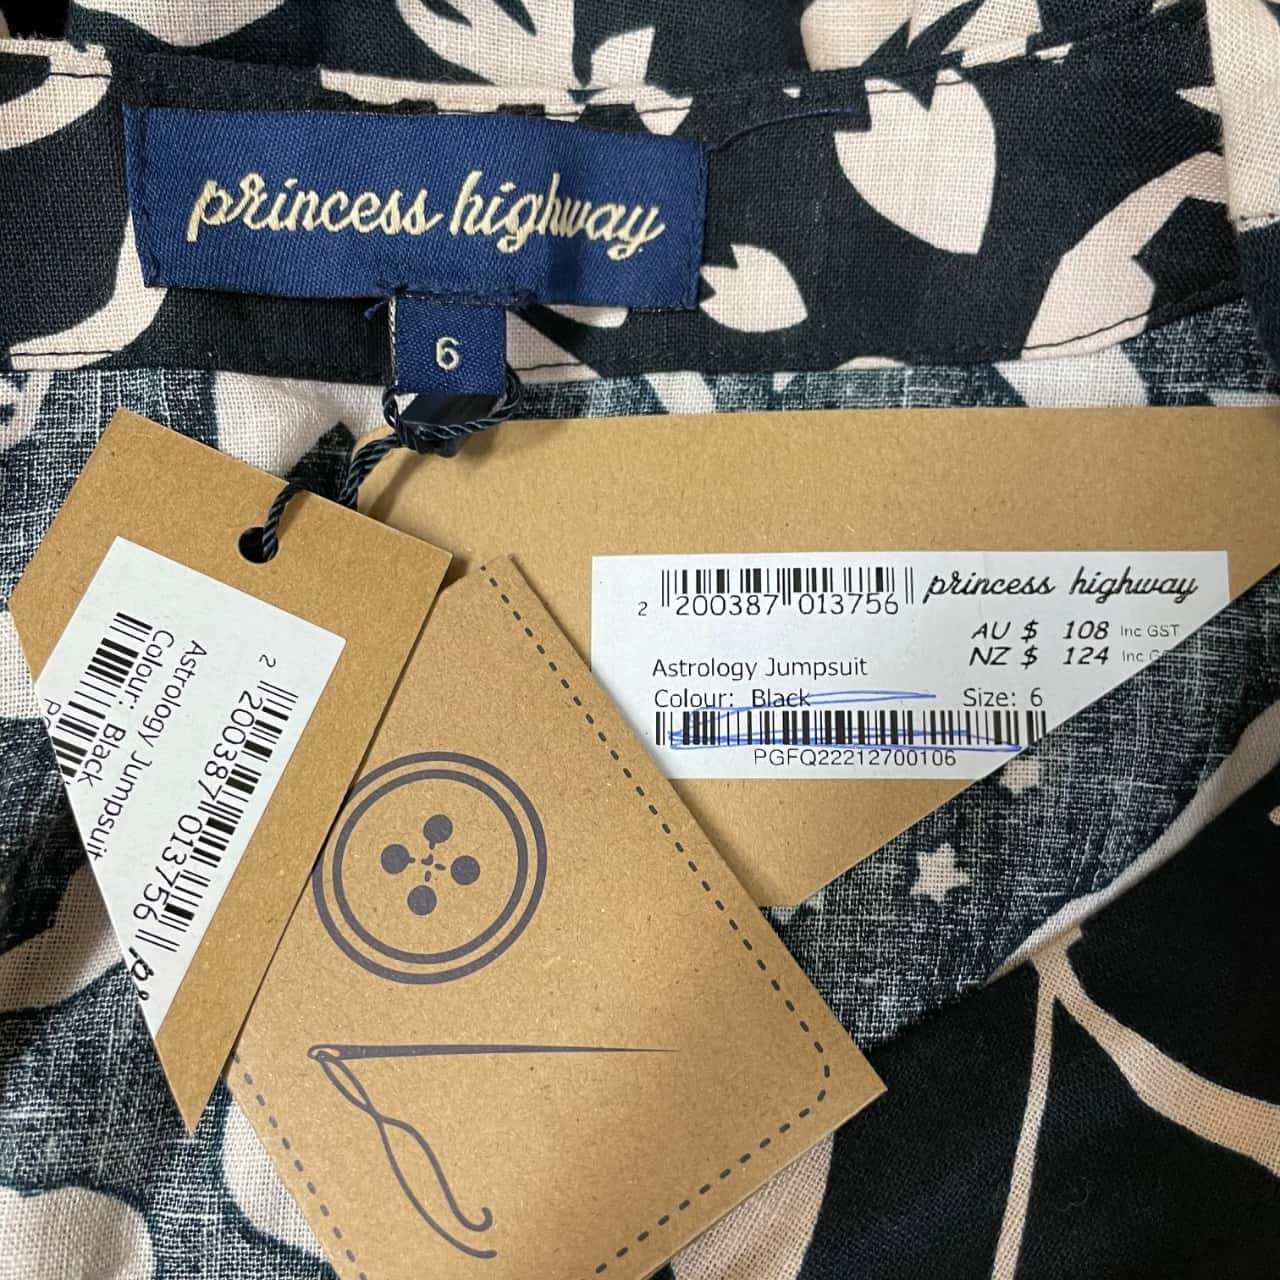 princess highway
6
2 200387 013756
princess highway
AU $ 108 Inc GST
NZ $ 124 Inc
Astrology Jumpsuit
Colour: Black Size: 6
PGFQ22212700106
2 200387 013756
Astrology Jumpsuit
Colour: Black
P
p